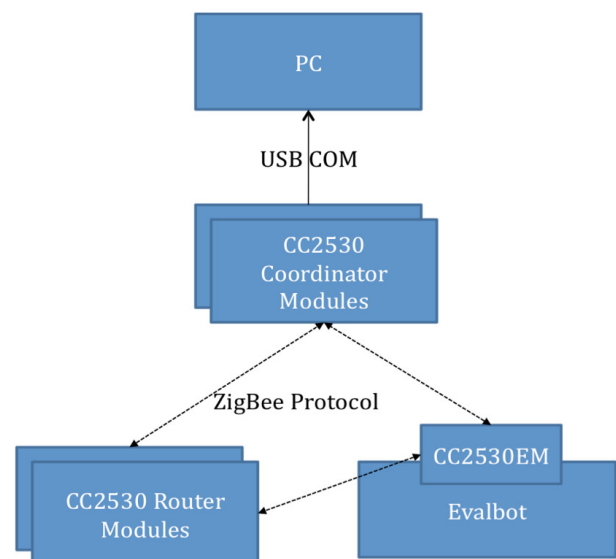 PC
USB COM
CC2530
Coordinator
Modules
ZigBee Protocol
CC2530EM
CC2530 Router
Modules
Evalbot